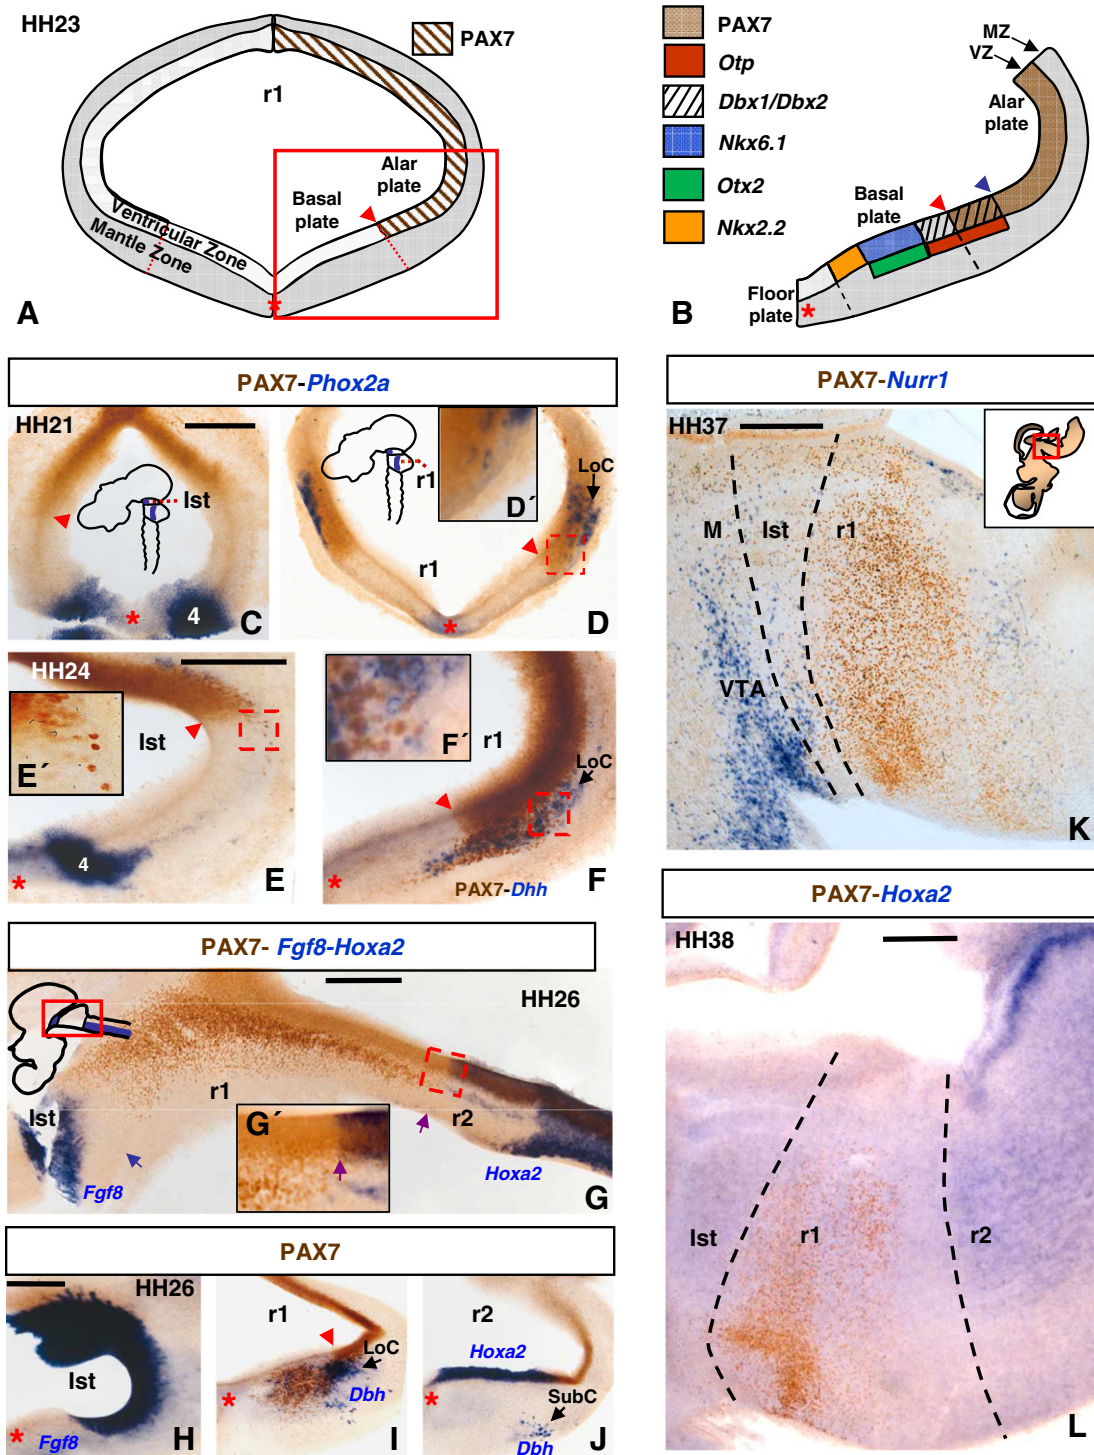 HH23
PAX7
r1
Alar
plate
Basal
plate
Ventricular Zone
Mantle Zone
*
A
PAX7
Otp
Dbx1/Dbx2
Nkx6.1
Otx2
Nkx2.2
MZ
VZ
Alar
plate
Basal
plate
Floor
plate
*
B
PAX7-Phox2a
HH21
Ist
4
*
C
r1
D´
LoC
r1
*
D
HH24
Ist
E´
4
*
E
F´
r1
LoC
PAX7-Dhh
*
F
PAX7- Fgf8-Hoxa2
HH26
r1
r2
Ist
G´
Fgf8
Hoxa2
G
PAX7
HH26
Ist
*
Fgf8
H
r1
LoC
Dbh
*
I
r2
Hoxa2
SubC
*
Dbh
J
PAX7-Nurr1
HH37
M
Ist
r1
VTA
K
PAX7-Hoxa2
HH38
Ist
r1
r2
L